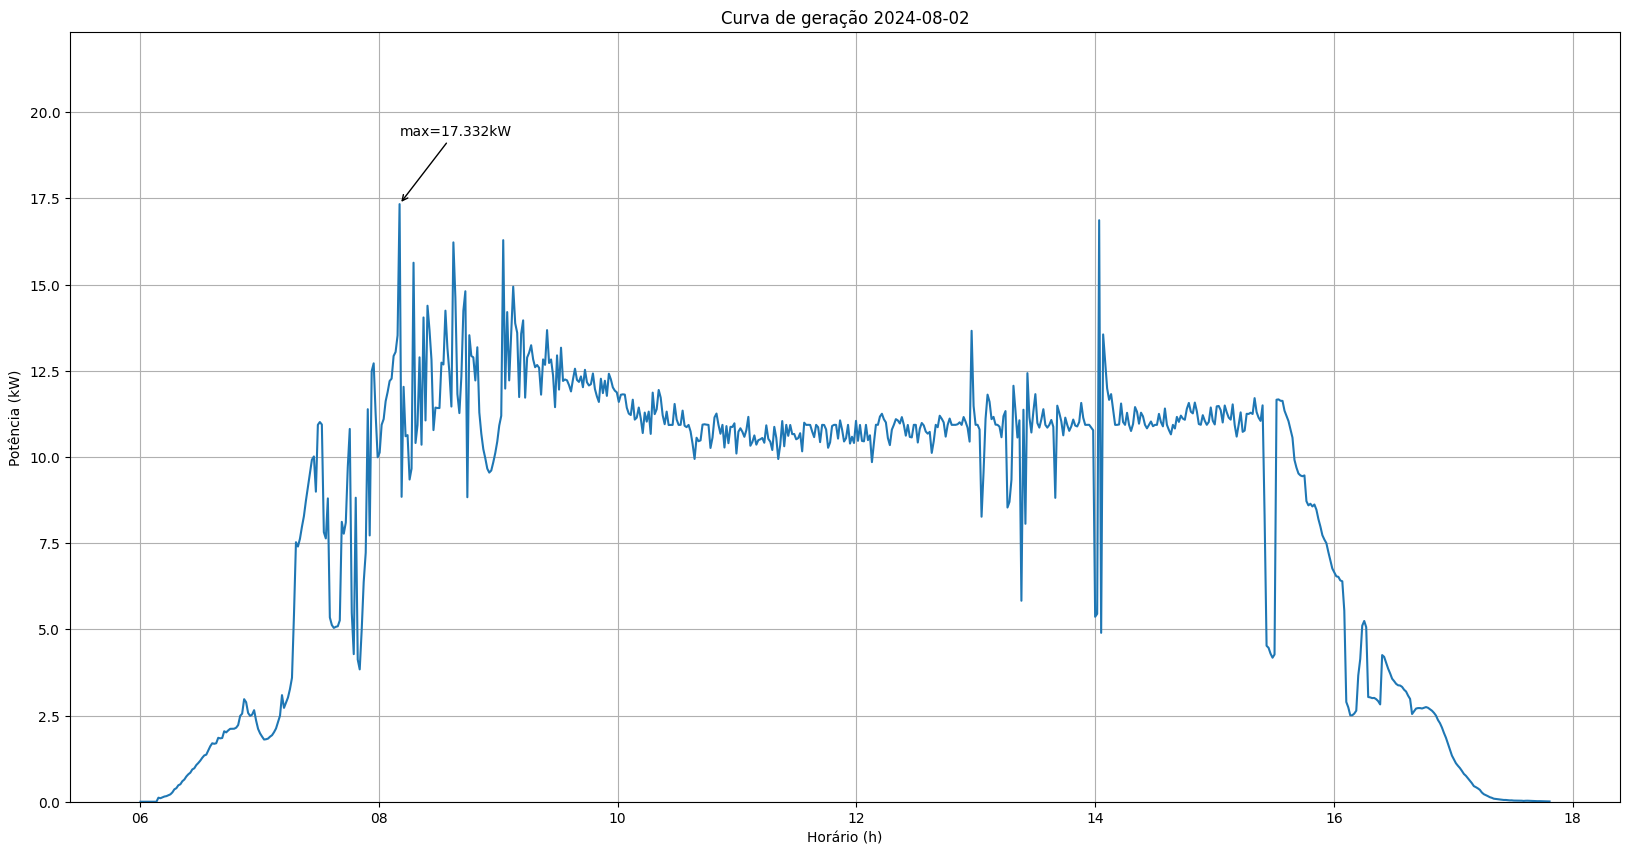 Curva de geração 2024-08-02
Potência (kW)
20.0
17.5
15.0
12.5
10.0
7.5
5.0
2.5
0.0
max=17.332kW
06 08 10 12 14 16 18
Horário (h)